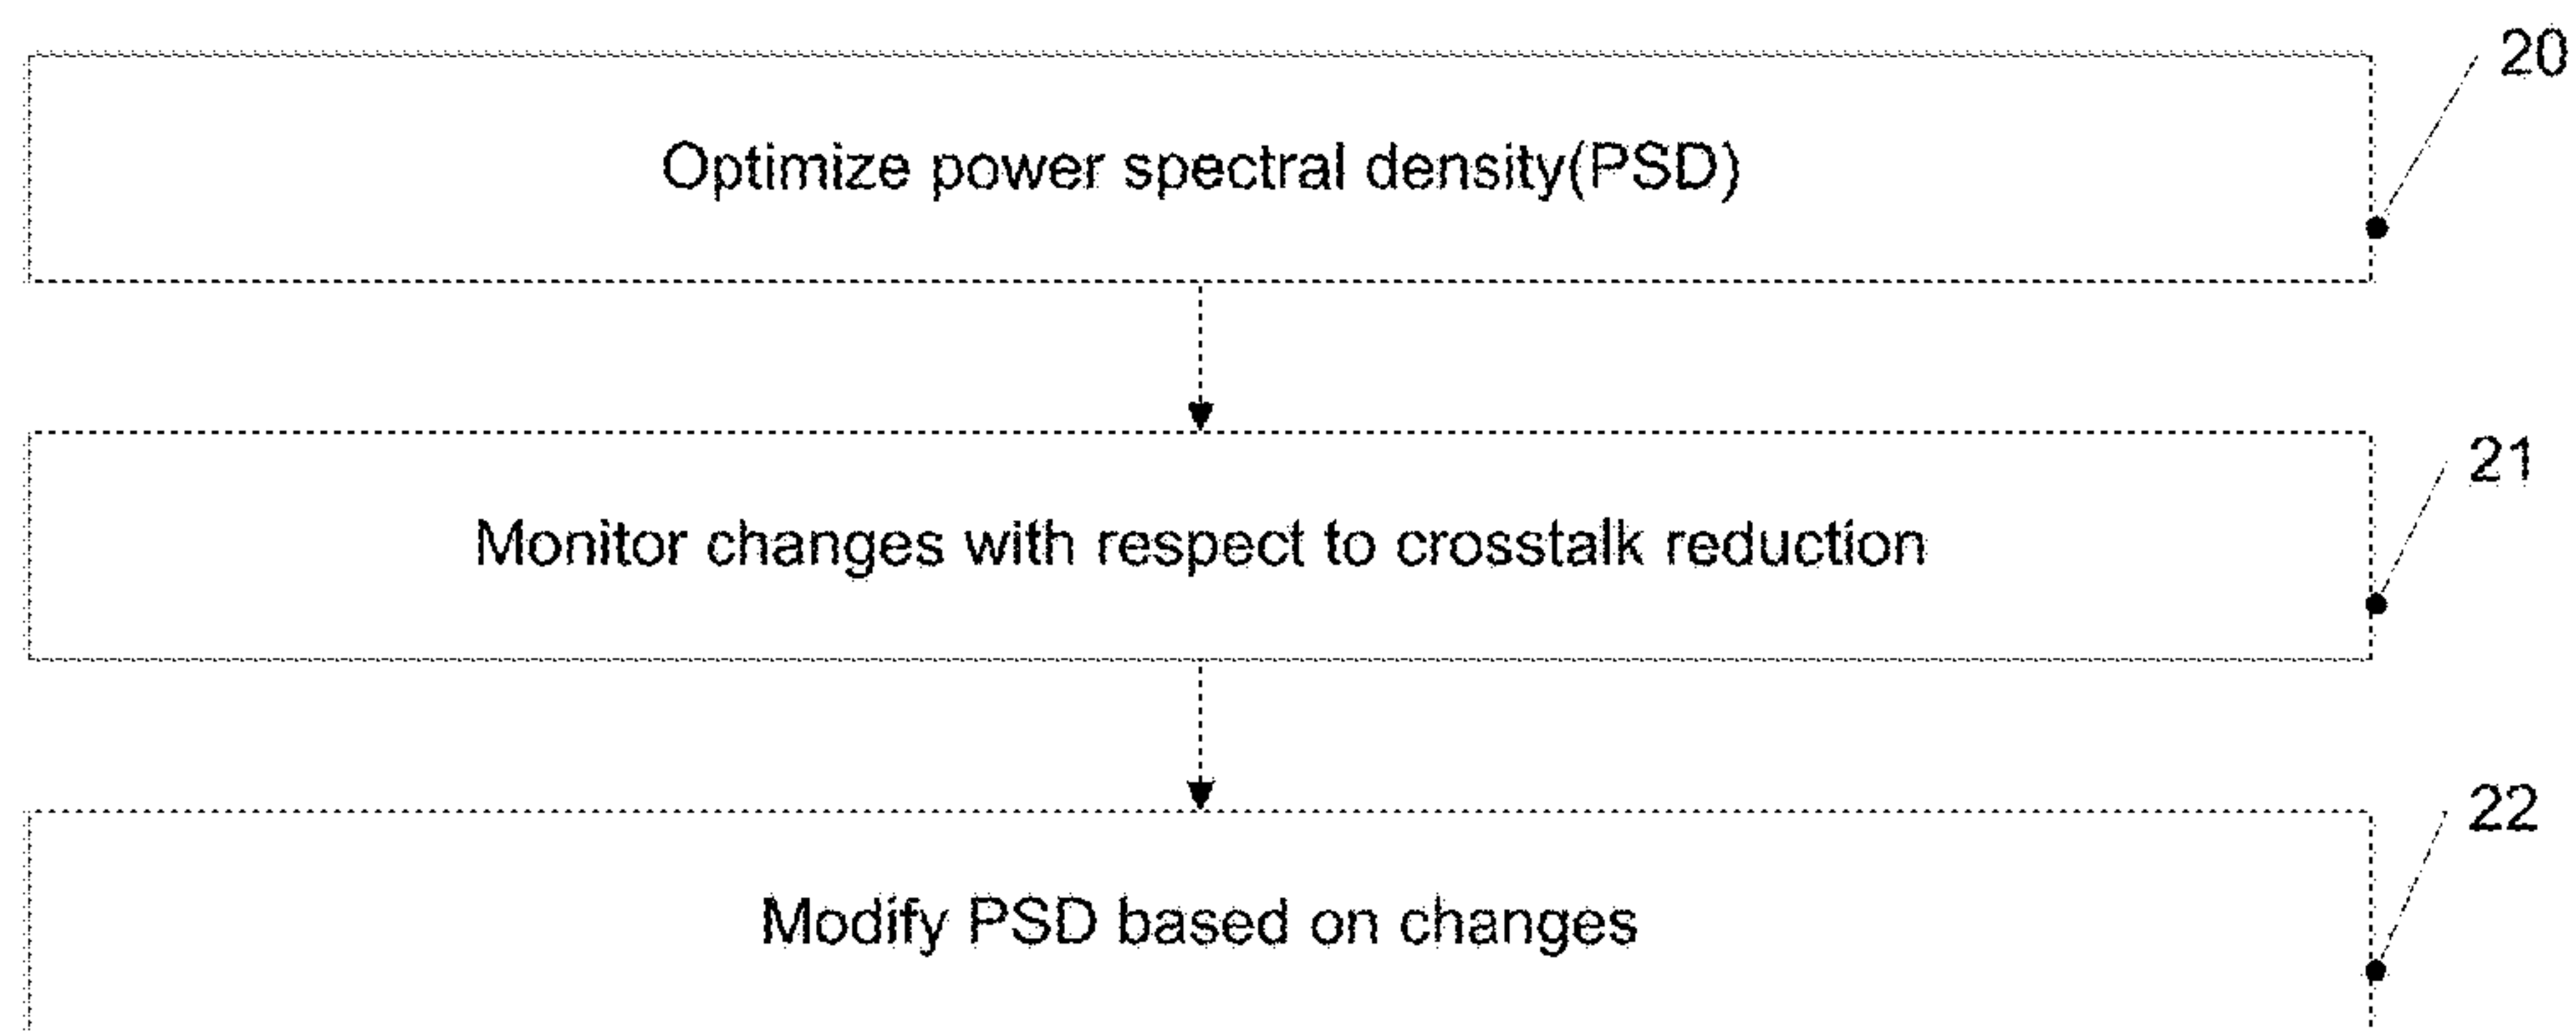 20
Optimize power spectral density(PSD)
21
Monitor changes with respect to crosstalk reduction
22
Modify PSD based on changes